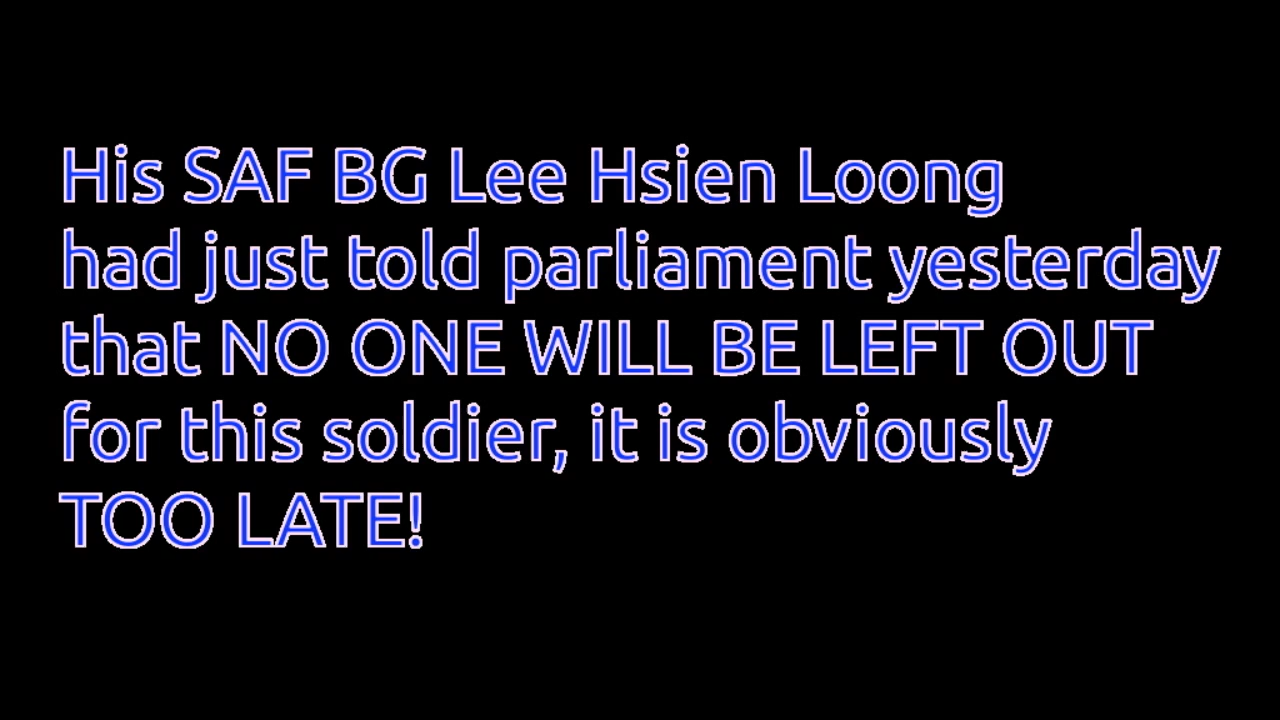 His SAF BG Lee Hsien Loong
had just told parliament yesterday
that NO ONE WILL BE LEFT OUT
for this soldier, it is obviously
TOO LATE!